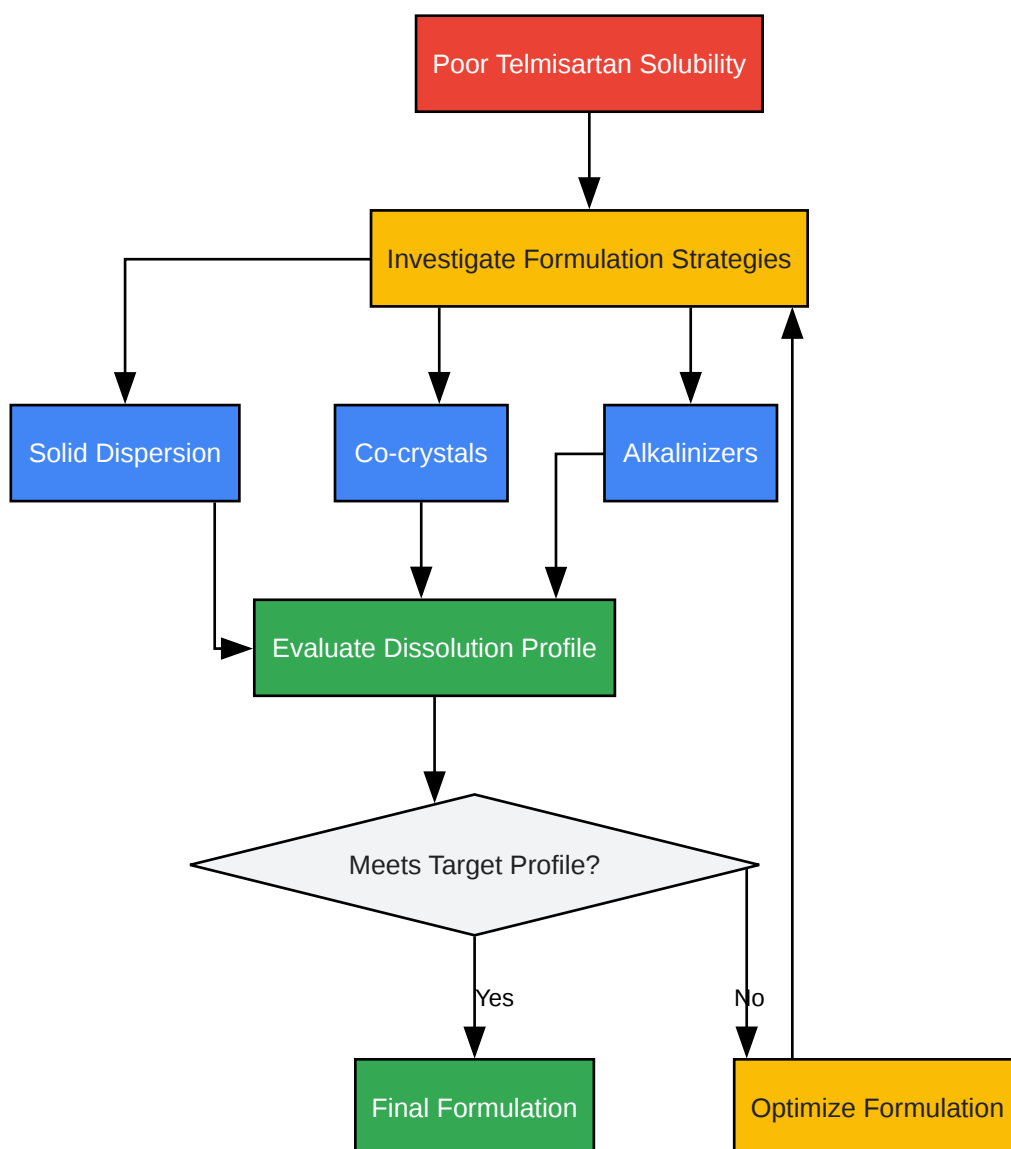 Poor Telmisartan Solubility
Investigate Formulation Strategies
Solid Dispersion
Co-crystals
Alkalinizers
Evaluate Dissolution Profile
Meets Target Profile?
Yes
No
Final Formulation
Optimize Formulation